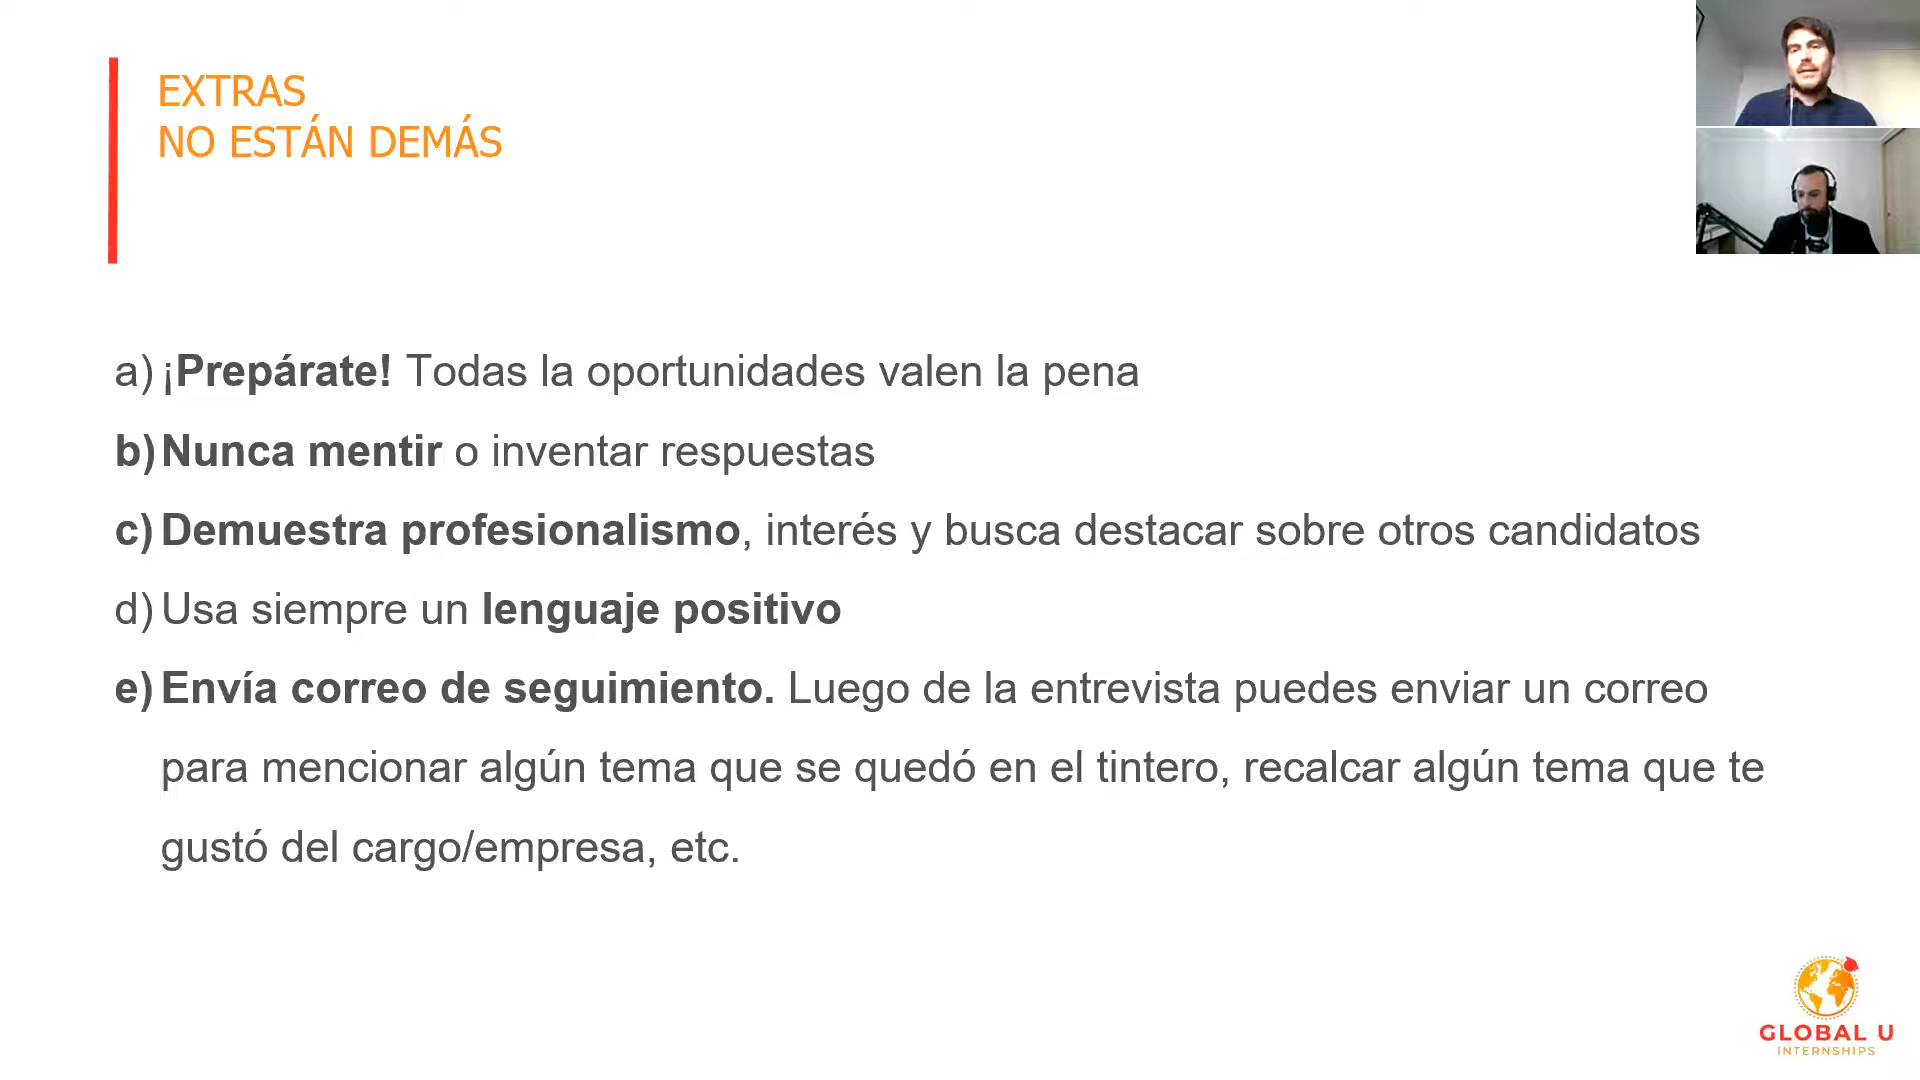 EXTRAS
NO ESTÁN DEMÁS
a) ¡Prepárate! Todas la oportunidades valen la pena
b) Nunca mentir o inventar respuestas
c) Demuestra profesionalismo, interés y busca destacar sobre otros candidatos
d) Usa siempre un lenguaje positivo
e) Envía correo de seguimiento. Luego de la entrevista puedes enviar un correo
para mencionar algún tema que se quedó en el tintero, recalcar algún tema que te
gustó del cargo/empresa, etc.
GLOBAL U
INTERNSHIPS